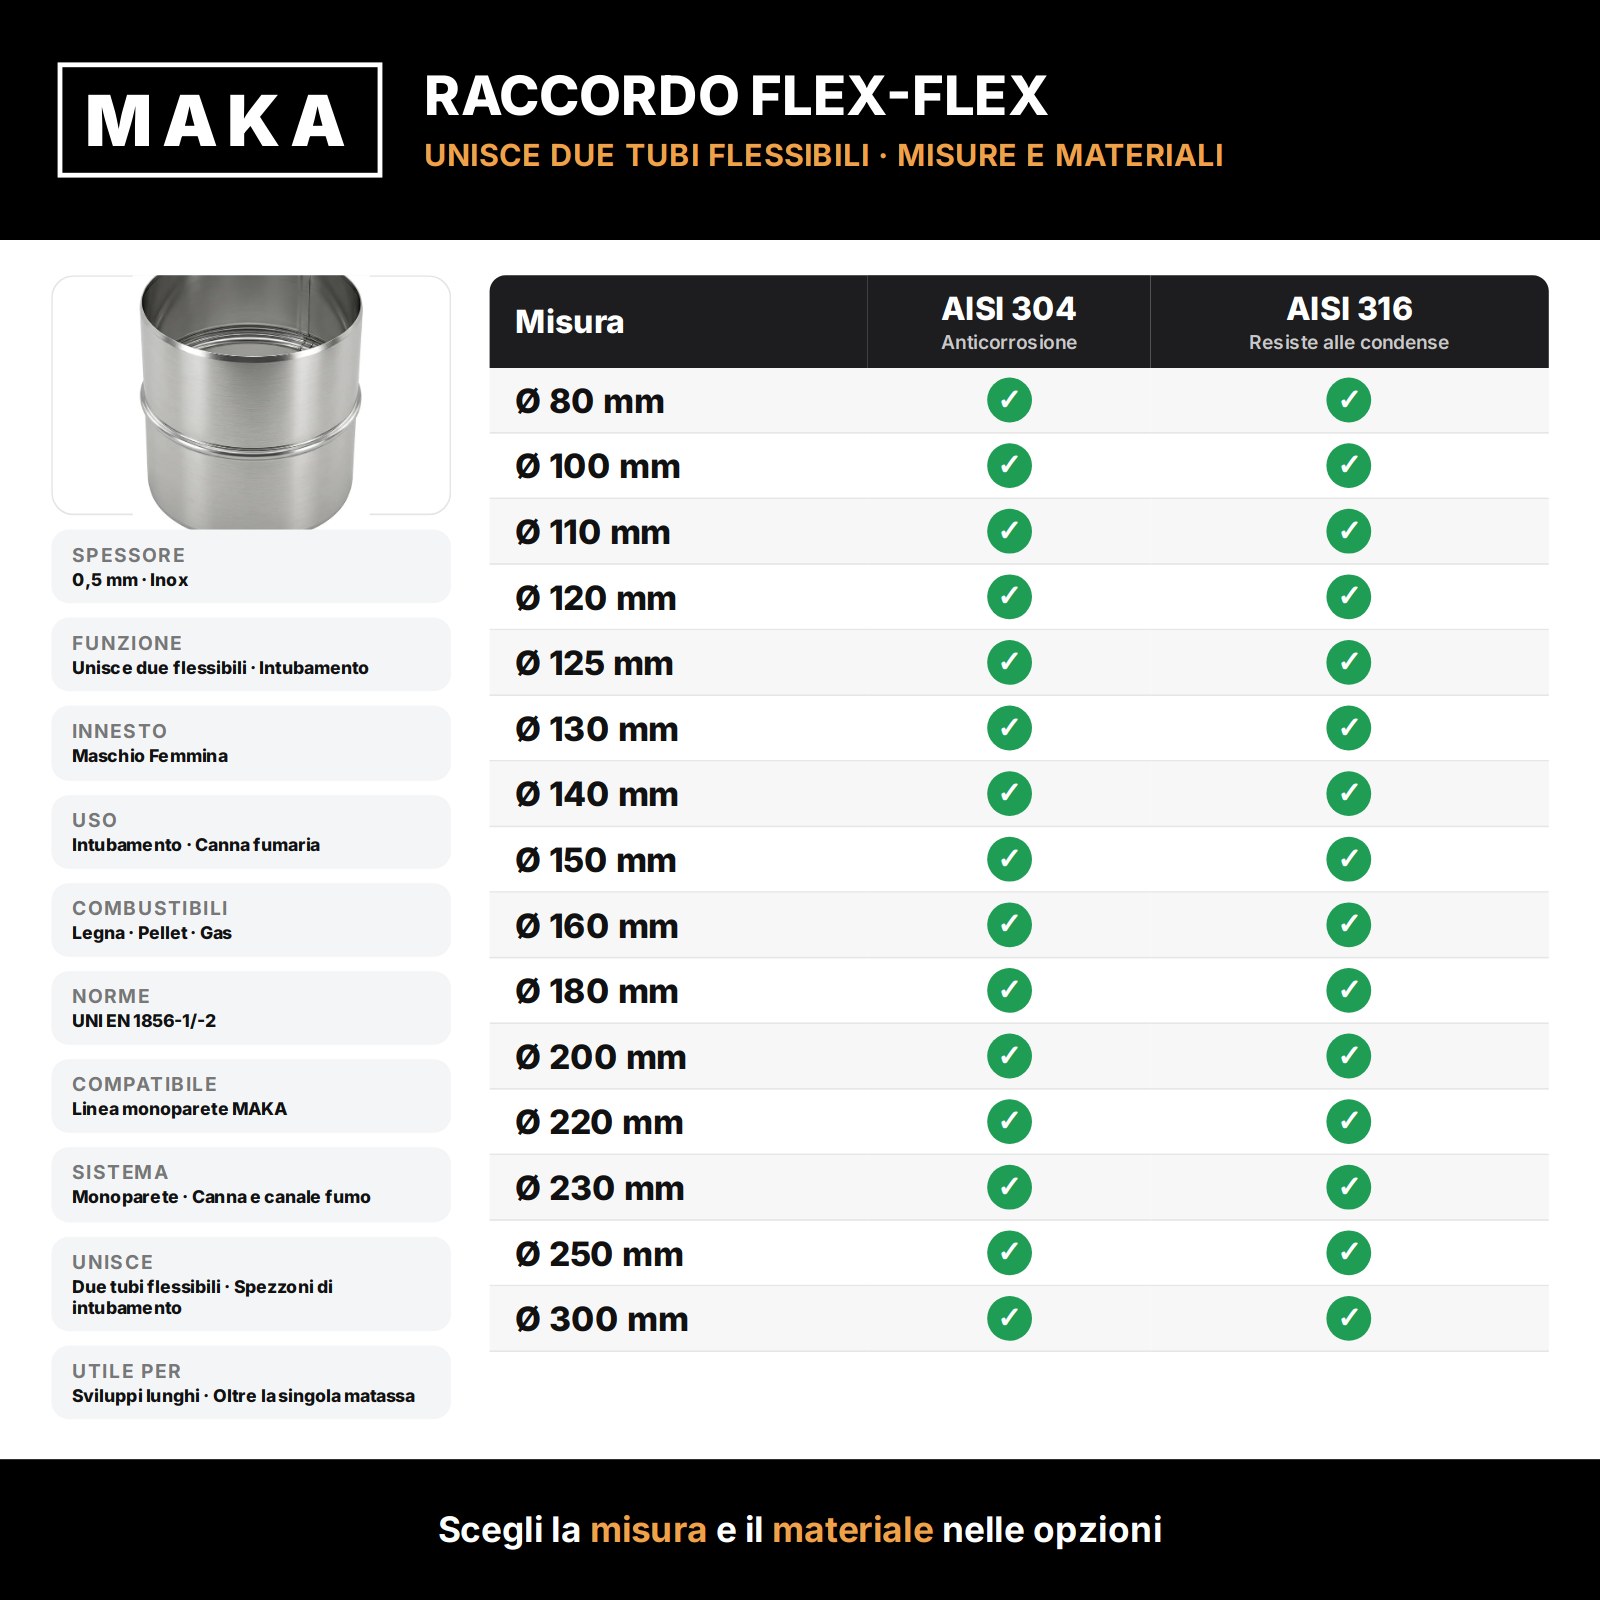 MAKA
RACCORDO FLEX-FLEX
UNISCE DUE TUBI FLESSIBILI · MISURE E MATERIALI
SPESSORE
0,5 mm · Inox
FUNZIONE
Unisce due flessibili · Intubamento
INNESTO
Maschio Femmina
USO
Intubamento · Canna fumaria
COMBUSTIBILI
Legna · Pellet · Gas
NORME
UNI EN 1856-1/-2
COMPATIBILE
Linea monoparete MAKA
SISTEMA
Monoparete · Canna e canale fumo
UNISCE
Due tubi flessibili · Spezzoni di
intubamento
UTILE PER
Sviluppi lunghi · Oltre la singola matassa
Misura AISI 304 AISI 316
Anticorrosione Resiste alle condense
Ø 80 mm ✓ ✓
Ø 100 mm ✓ ✓
Ø 110 mm ✓ ✓
Ø 120 mm ✓ ✓
Ø 125 mm ✓ ✓
Ø 130 mm ✓ ✓
Ø 140 mm ✓ ✓
Ø 150 mm ✓ ✓
Ø 160 mm ✓ ✓
Ø 180 mm ✓ ✓
Ø 200 mm ✓ ✓
Ø 220 mm ✓ ✓
Ø 230 mm ✓ ✓
Ø 250 mm ✓ ✓
Ø 300 mm ✓ ✓
Scegli la misura e il materiale nelle opzioni